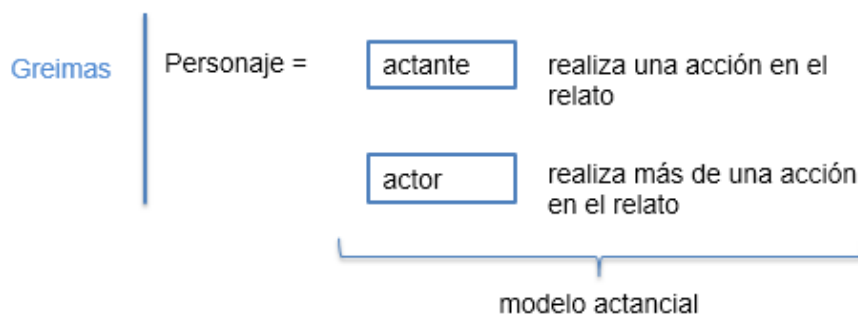 Greimas
Personaje =
actante
realiza una acción en el
relato
actor
realiza más de una acción
en el relato
modelo actancial